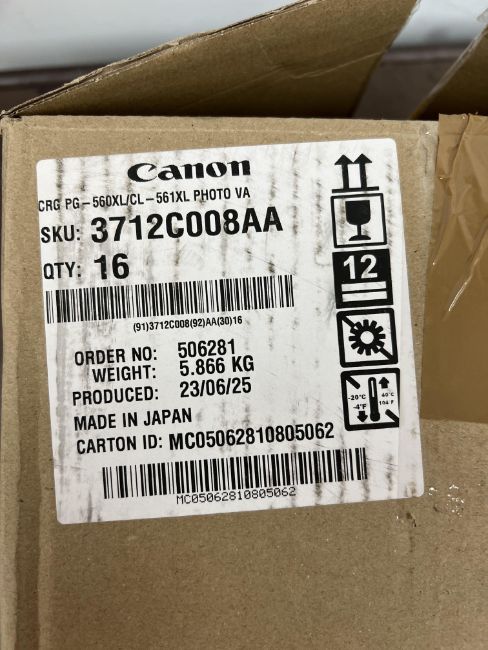 Canon
CRG PG-560XL/CL-561XL PHOTO VA
SKU: 3712C008AA
QTY: 16
(91)3712C008(92)AA(30)16
ORDER NO: 506281
WEIGHT: 5.866 KG
PRODUCED: 23/06/25
MADE IN JAPAN
CARTON ID: MC05062810805062
MC05062810805062
12
-20°C
-4°F
40°C
104°F